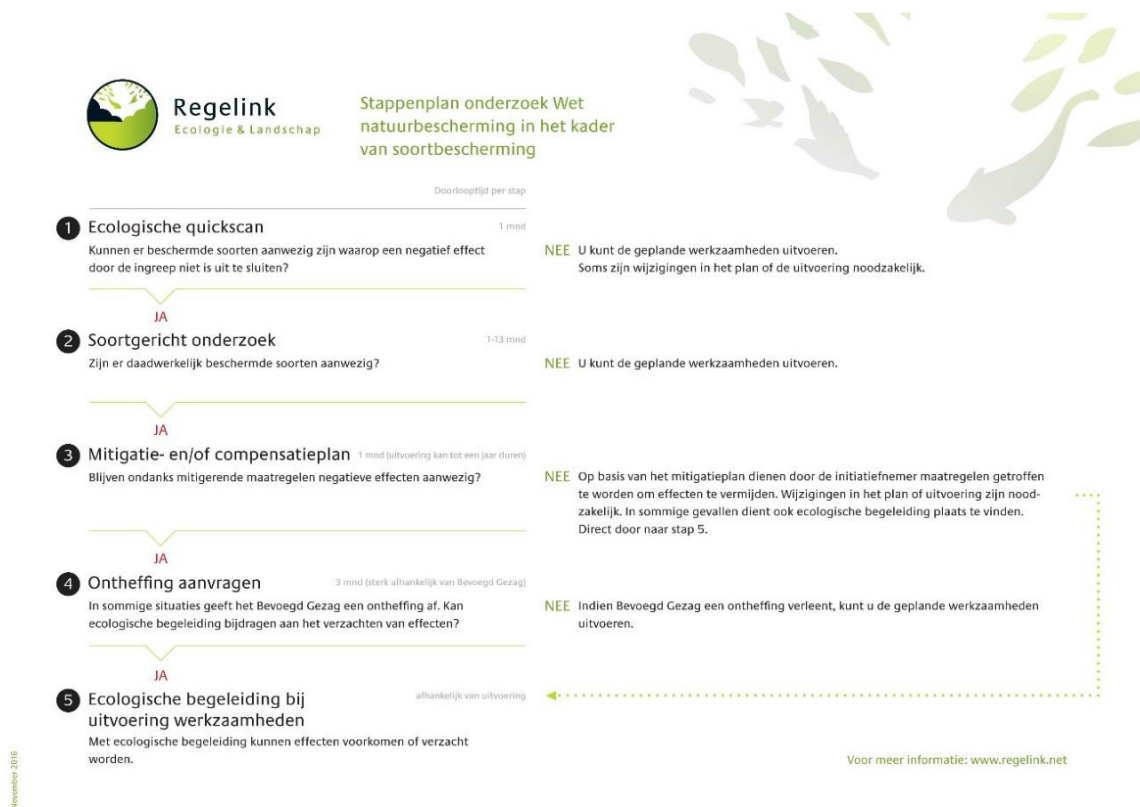 Regelink
Ecologie & Landschap
Stappenplan onderzoek Wet
natuurbescherming in het kader
van soortbescherming
Doorlooptijd per stap
1 Ecologische quickscan 1 mnd
Kunnen er beschermde soorten aanwezig zijn waarop een negatief effect
door de ingreep niet is uit te sluiten?
NEE U kunt de geplande werkzaamheden uitvoeren.
Soms zijn wijzigingen in het plan of de uitvoering noodzakelijk.
JA
2 Soortgericht onderzoek 1-13 mnd
Zijn er daadwerkelijk beschermde soorten aanwezig?
NEE U kunt de geplande werkzaamheden uitvoeren.
JA
3 Mitigatie- en/of compensatieplan 1 mnd (uitvoering kan tot een jaar duren)
Blijven ondanks mitigerende maatregelen negatieve effecten aanwezig?
NEE Op basis van het mitigatieplan dienen door de initiatiefnemer maatregelen getroffen
te worden om effecten te vermijden. Wijzigingen in het plan of uitvoering zijn nood-
zakelijk. In sommige gevallen dient ook ecologische begeleiding plaats te vinden.
Direct door naar stap 5.
JA
4 Ontheffing aanvragen 3 mnd (sterk afhankelijk van Bevoegd Gezag)
In sommige situaties geeft het Bevoegd Gezag een ontheffing af. Kan
ecologische begeleiding bijdragen aan het verzachten van effecten?
NEE Indien Bevoegd Gezag een ontheffing verleent, kunt u de geplande werkzaamheden
uitvoeren.
JA
5 Ecologische begeleiding bij afhankelijk van uitvoering
uitvoering werkzaamheden
Met ecologische begeleiding kunnen effecten voorkomen of verzacht
worden.
Voor meer informatie: www.regelink.net
November 2016